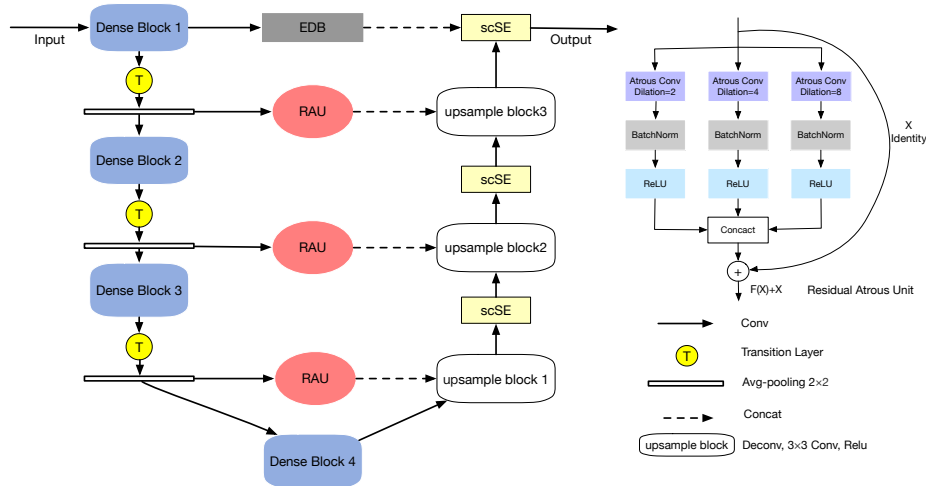 Input
Dense Block 1
EDB
scSE
Output
T
RAU
upsample block3
Dense Block 2
scSE
T
RAU
upsample block2
Dense Block 3
scSE
T
RAU
upsample block 1
Dense Block 4
Atrous Conv
Dilation=2
Atrous Conv
Dilation=4
Atrous Conv
Dilation=8
BatchNorm
BatchNorm
BatchNorm
X
Identity
ReLU
ReLU
ReLU
Concact
+
F(X)+X
Residual Atrous Unit
Conv
T
Transition Layer
Avg-pooling 2×2
Concat
upsample block
Deconv, 3×3 Conv, Relu